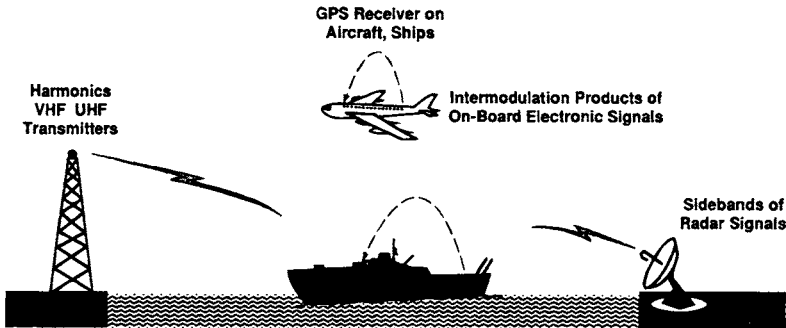 GPS Receiver on
Aircraft, Ships
Harmonics
VHF UHF
Transmitters
Intermodulation Products of
On-Board Electronic Signals
Sidebands of
Radar Signals